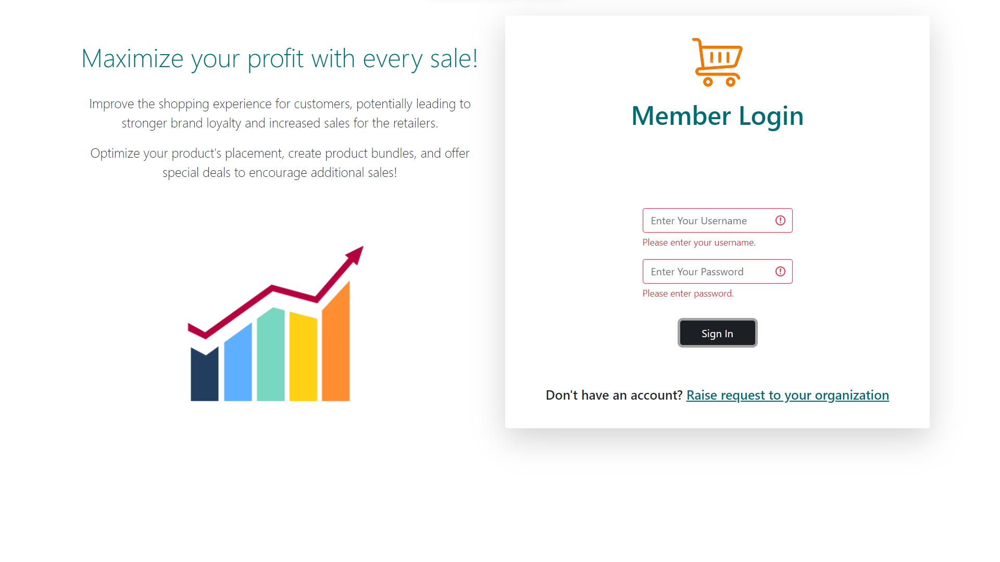 Maximize your profit with every sale!
Improve the shopping experience for customers, potentially leading to
stronger brand loyalty and increased sales for the retailers.
Optimize your product's placement, create product bundles, and offer
special deals to encourage additional sales!
Member Login
Enter Your Username
Please enter your username.
Enter Your Password
Please enter password.
Sign In
Don't have an account? Raise request to your organization